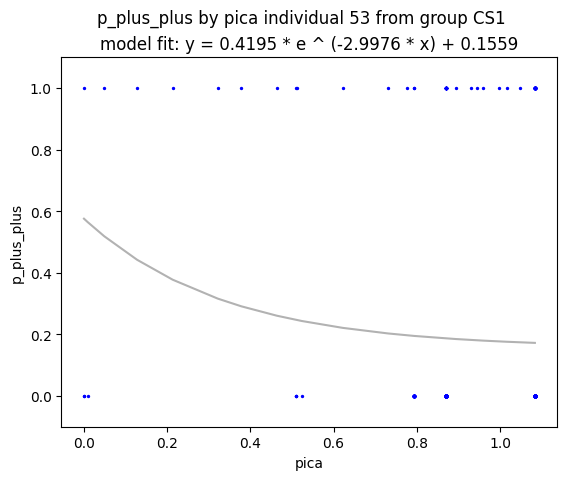 p_plus_plus by pica individual 53 from group CS1
model fit: y = 0.4195 * e ^ (-2.9976 * x) + 0.1559
1.0
0.8
0.6
0.4
0.2
0.0
p_plus_plus
0.0 0.2 0.4 0.6 0.8 1.0
pica